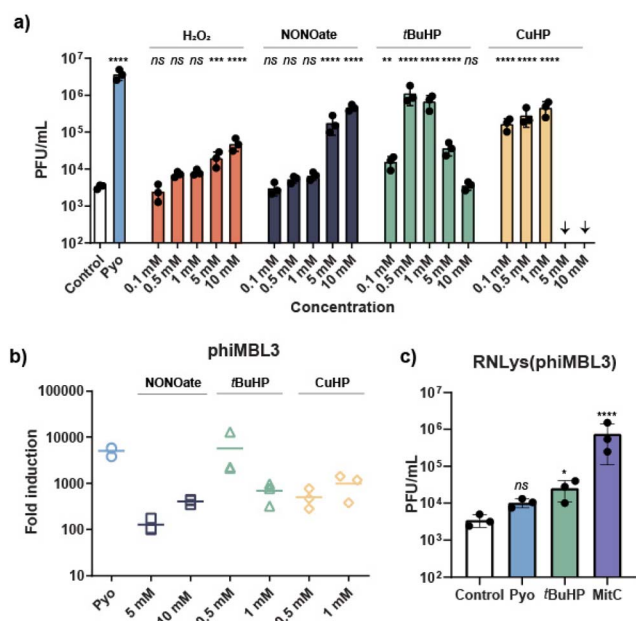 a)
H₂O₂ NONOate tBuHP CuHP
**** ns ns ns *** **** ns ns ns **** **** ** **** **** **** ns **** **** ****
PFU/mL
10⁷
10⁶
10⁵
10⁴
10³
10²
Control Pyo 0.1 mM 0.5 mM 1 mM 5 mM 10 mM 0.1 mM 0.5 mM 1 mM 5 mM 10 mM 0.1 mM 0.5 mM 1 mM 5 mM 10 mM 0.1 mM 0.5 mM 1 mM 5 mM 10 mM
Concentration
b)
phiMBL3
NONOate tBuHP CuHP
Fold induction
100000
10000
1000
100
10
Pyo 5 mM 10 mM 0.5 mM 1 mM 0.5 mM 1 mM
c)
RNLys(phiMBL3)
PFU/mL
10⁷
10⁶
10⁵
10⁴
10³
10²
ns * ****
Control Pyo tBuHP MitC